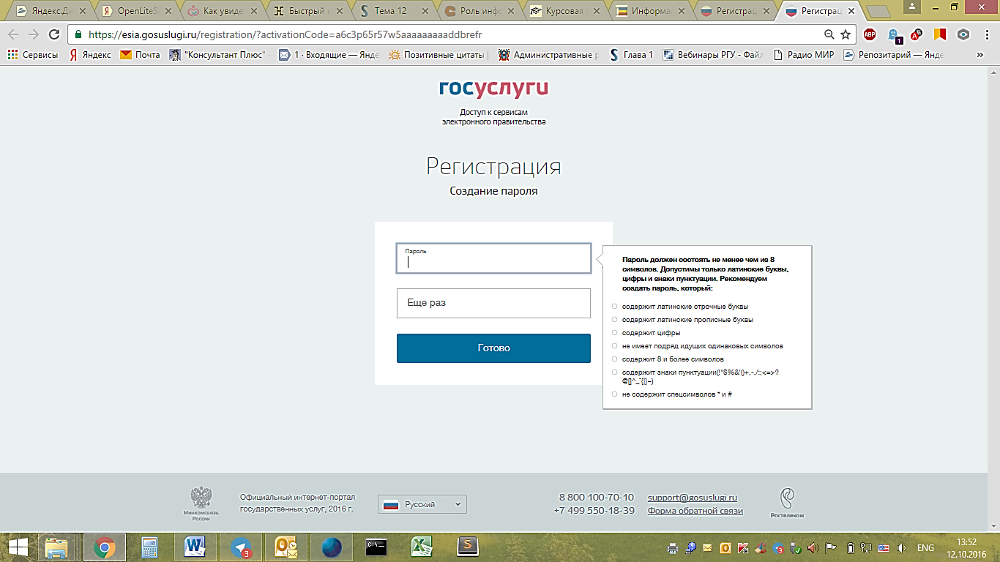 Яндекс.Ди
OpenLiteS
Как увиде
Быстрый и
Тема 12
Роль инфо
Курсовая
Информа
Регистрац
Регистрац
https://esia.gosuslugi.ru/registration/?activationCode=a6c3p65r57w5aaaaaaaaaddbrefr
ABP
1
Сервисы
Яндекс
Почта
"Консультант Плюс"
1 · Входящие — Янде
Позитивные цитаты
Административные р
Глава 1
Вебинары РГУ - Файл
Радио МИР
Репозитарий — Янде
»
госуслуги
Доступ к сервисам
электронного правительства
Регистрация
Создание пароля
Пароль
Еще раз
Готово
Пароль должен состоять не менее чем из 8
символов. Допустимы только латинские буквы,
цифры и знаки пунктуации. Рекомендуем
создать пароль, который:
содержит латинские строчные буквы
содержит латинские прописные буквы
содержит цифры
не имеет подряд идущих одинаковых символов
содержит 8 и более символов
содержит знаки пунктуации(!"$%&'()+,-./:;<=>?
@[]^_`{|}~)
не содержит спецсимволов * и #
Минкомсвязь
России
Официальный интернет-портал
государственных услуг, 2016 г.
Русский
8 800 100-70-10
+7 499 550-18-39
support@gosuslugi.ru
Форма обратной связи
Ростелеком
3
ENG
13:52
12.10.2016